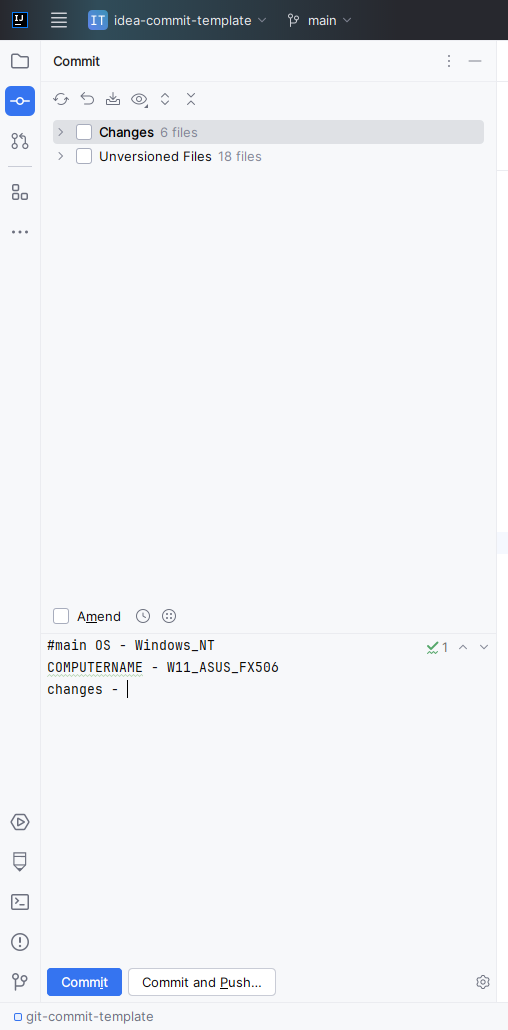 IJ
IT idea-commit-template main
Commit
Changes 6 files
Unversioned Files 18 files
Amend
#main OS - Windows_NT
1
COMPUTERNAME - W11_ASUS_FX506
changes -
Commit
Commit and Push...
git-commit-template